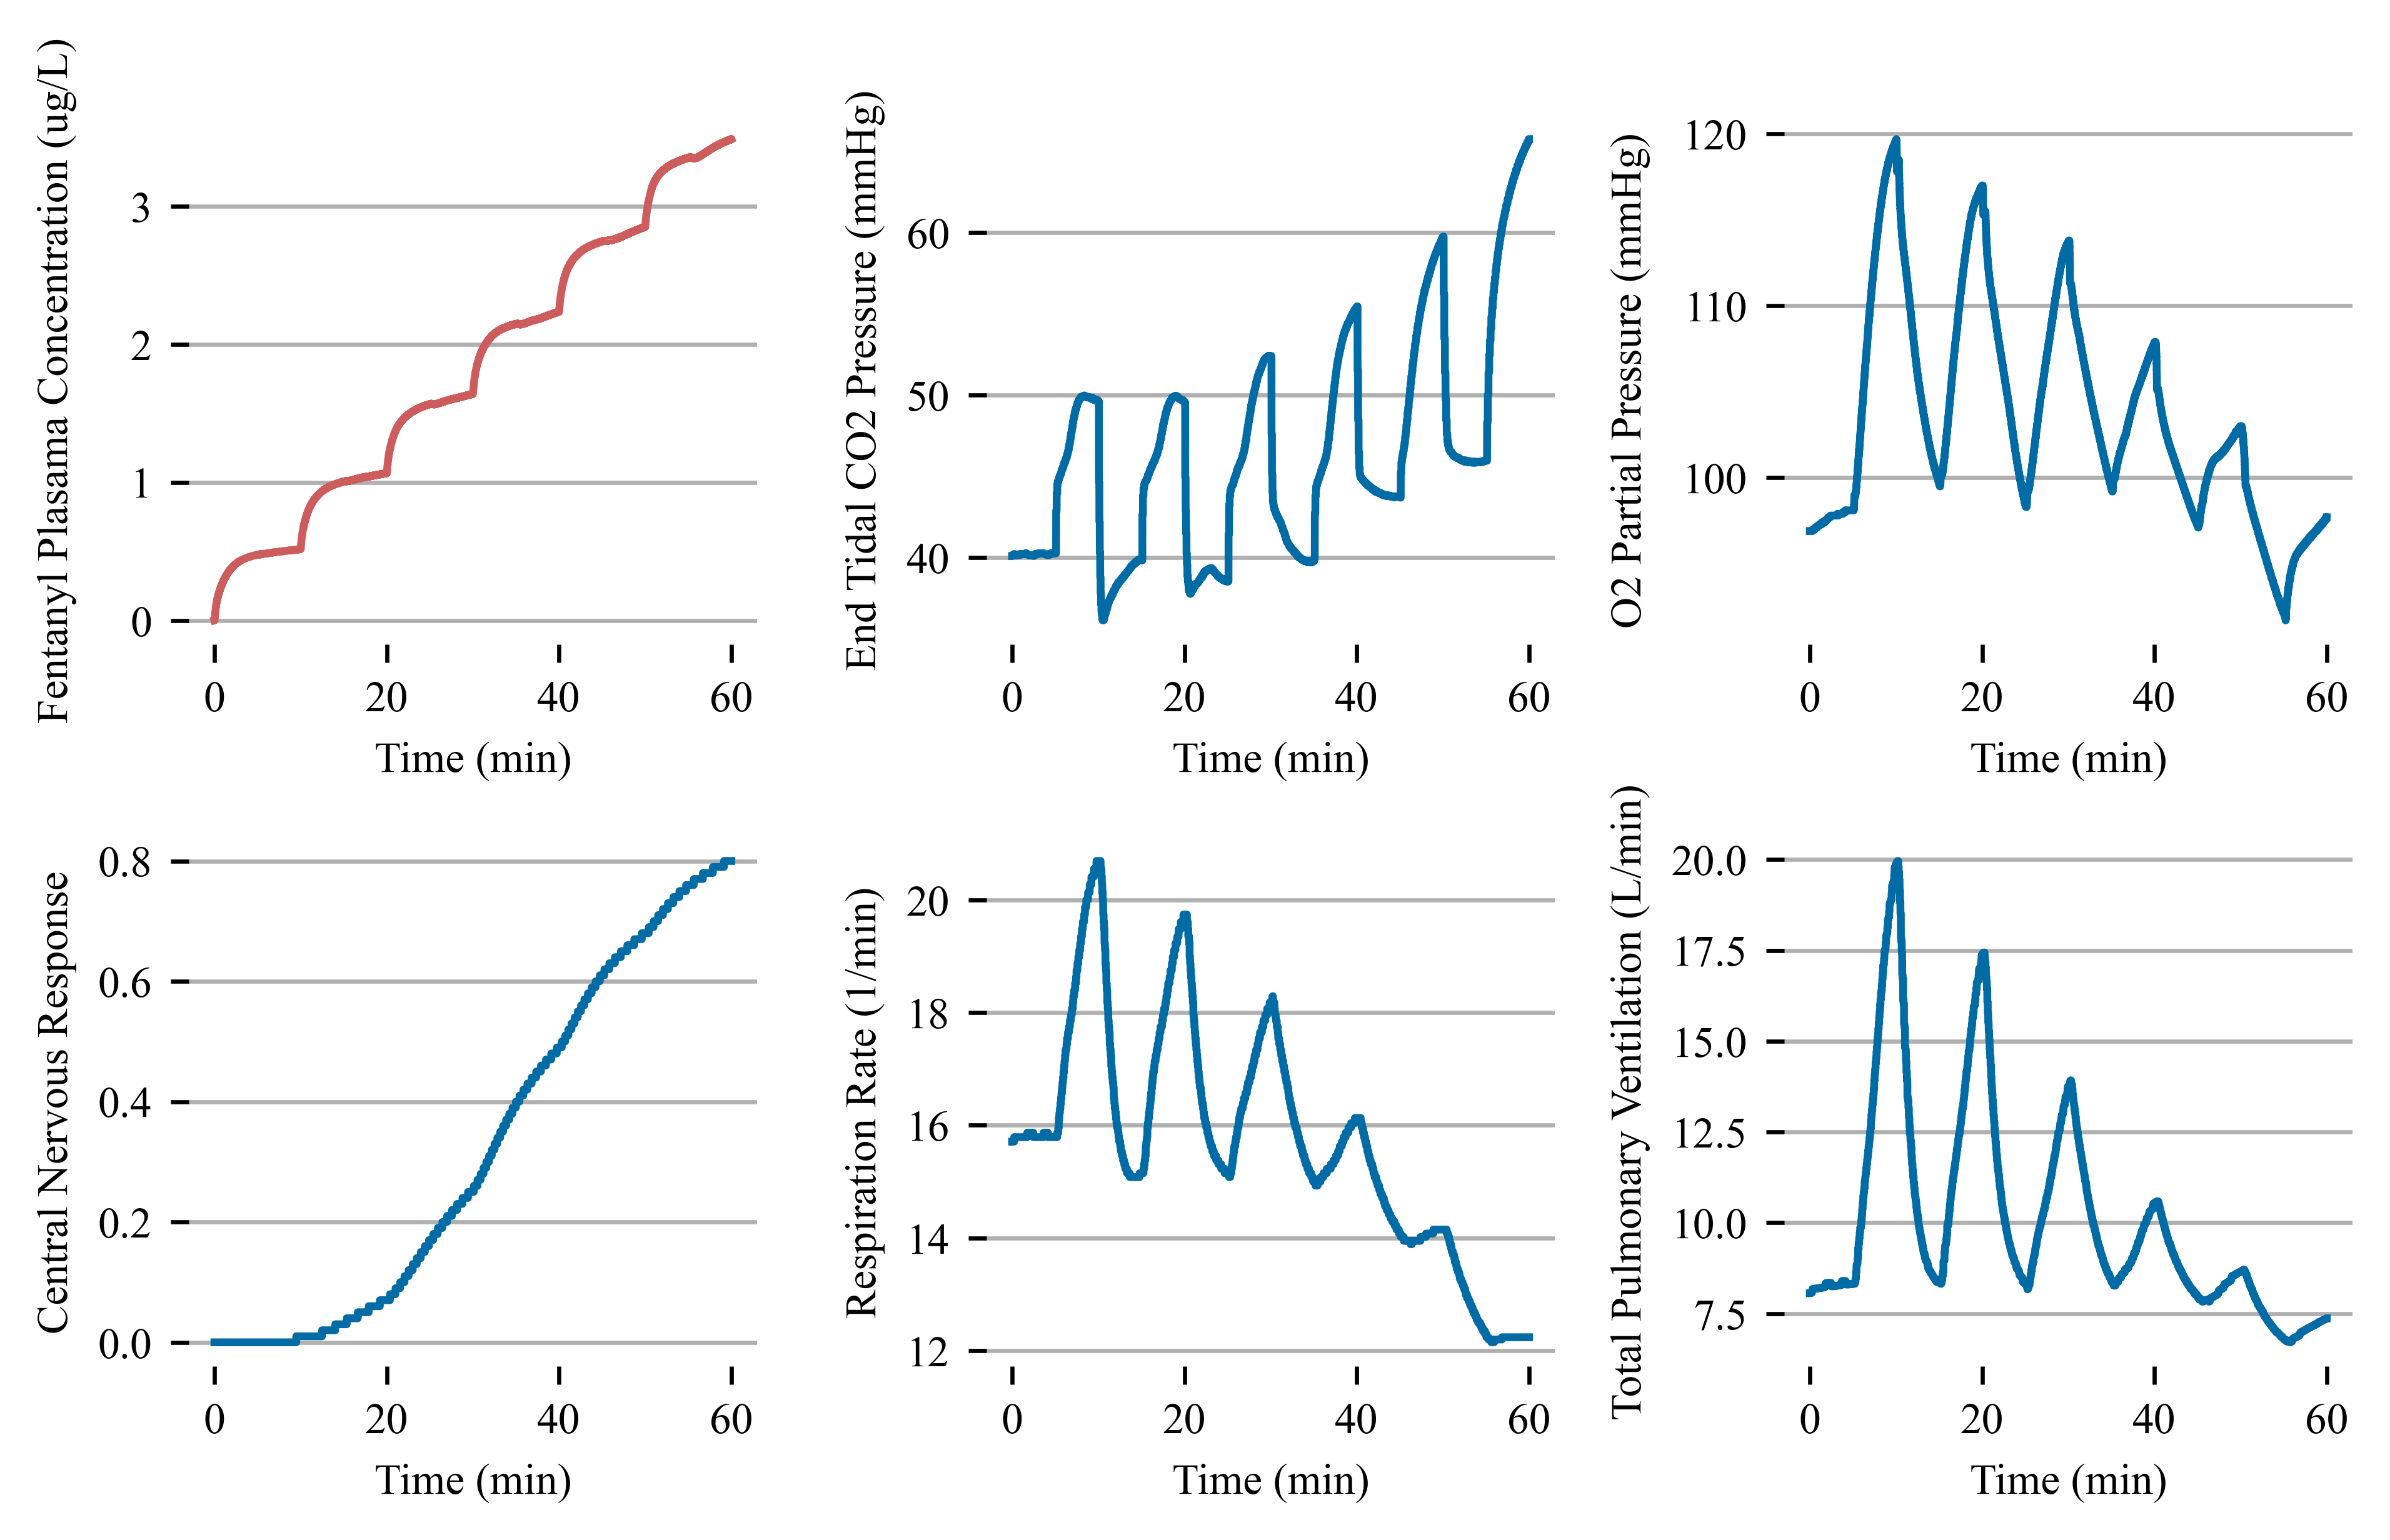 Fentanyl Plasama Concentration (ug/L)
3
2
1
0
0 20 40 60
Time (min)
End Tidal CO2 Pressure (mmHg)
60
50
40
0 20 40 60
Time (min)
O2 Partial Pressure (mmHg)
120
110
100
0 20 40 60
Time (min)
Central Nervous Response
0.8
0.6
0.4
0.2
0.0
0 20 40 60
Time (min)
Respiration Rate (1/min)
20
18
16
14
12
0 20 40 60
Time (min)
Total Pulmonary Ventilation (L/min)
20.0
17.5
15.0
12.5
10.0
7.5
0 20 40 60
Time (min)